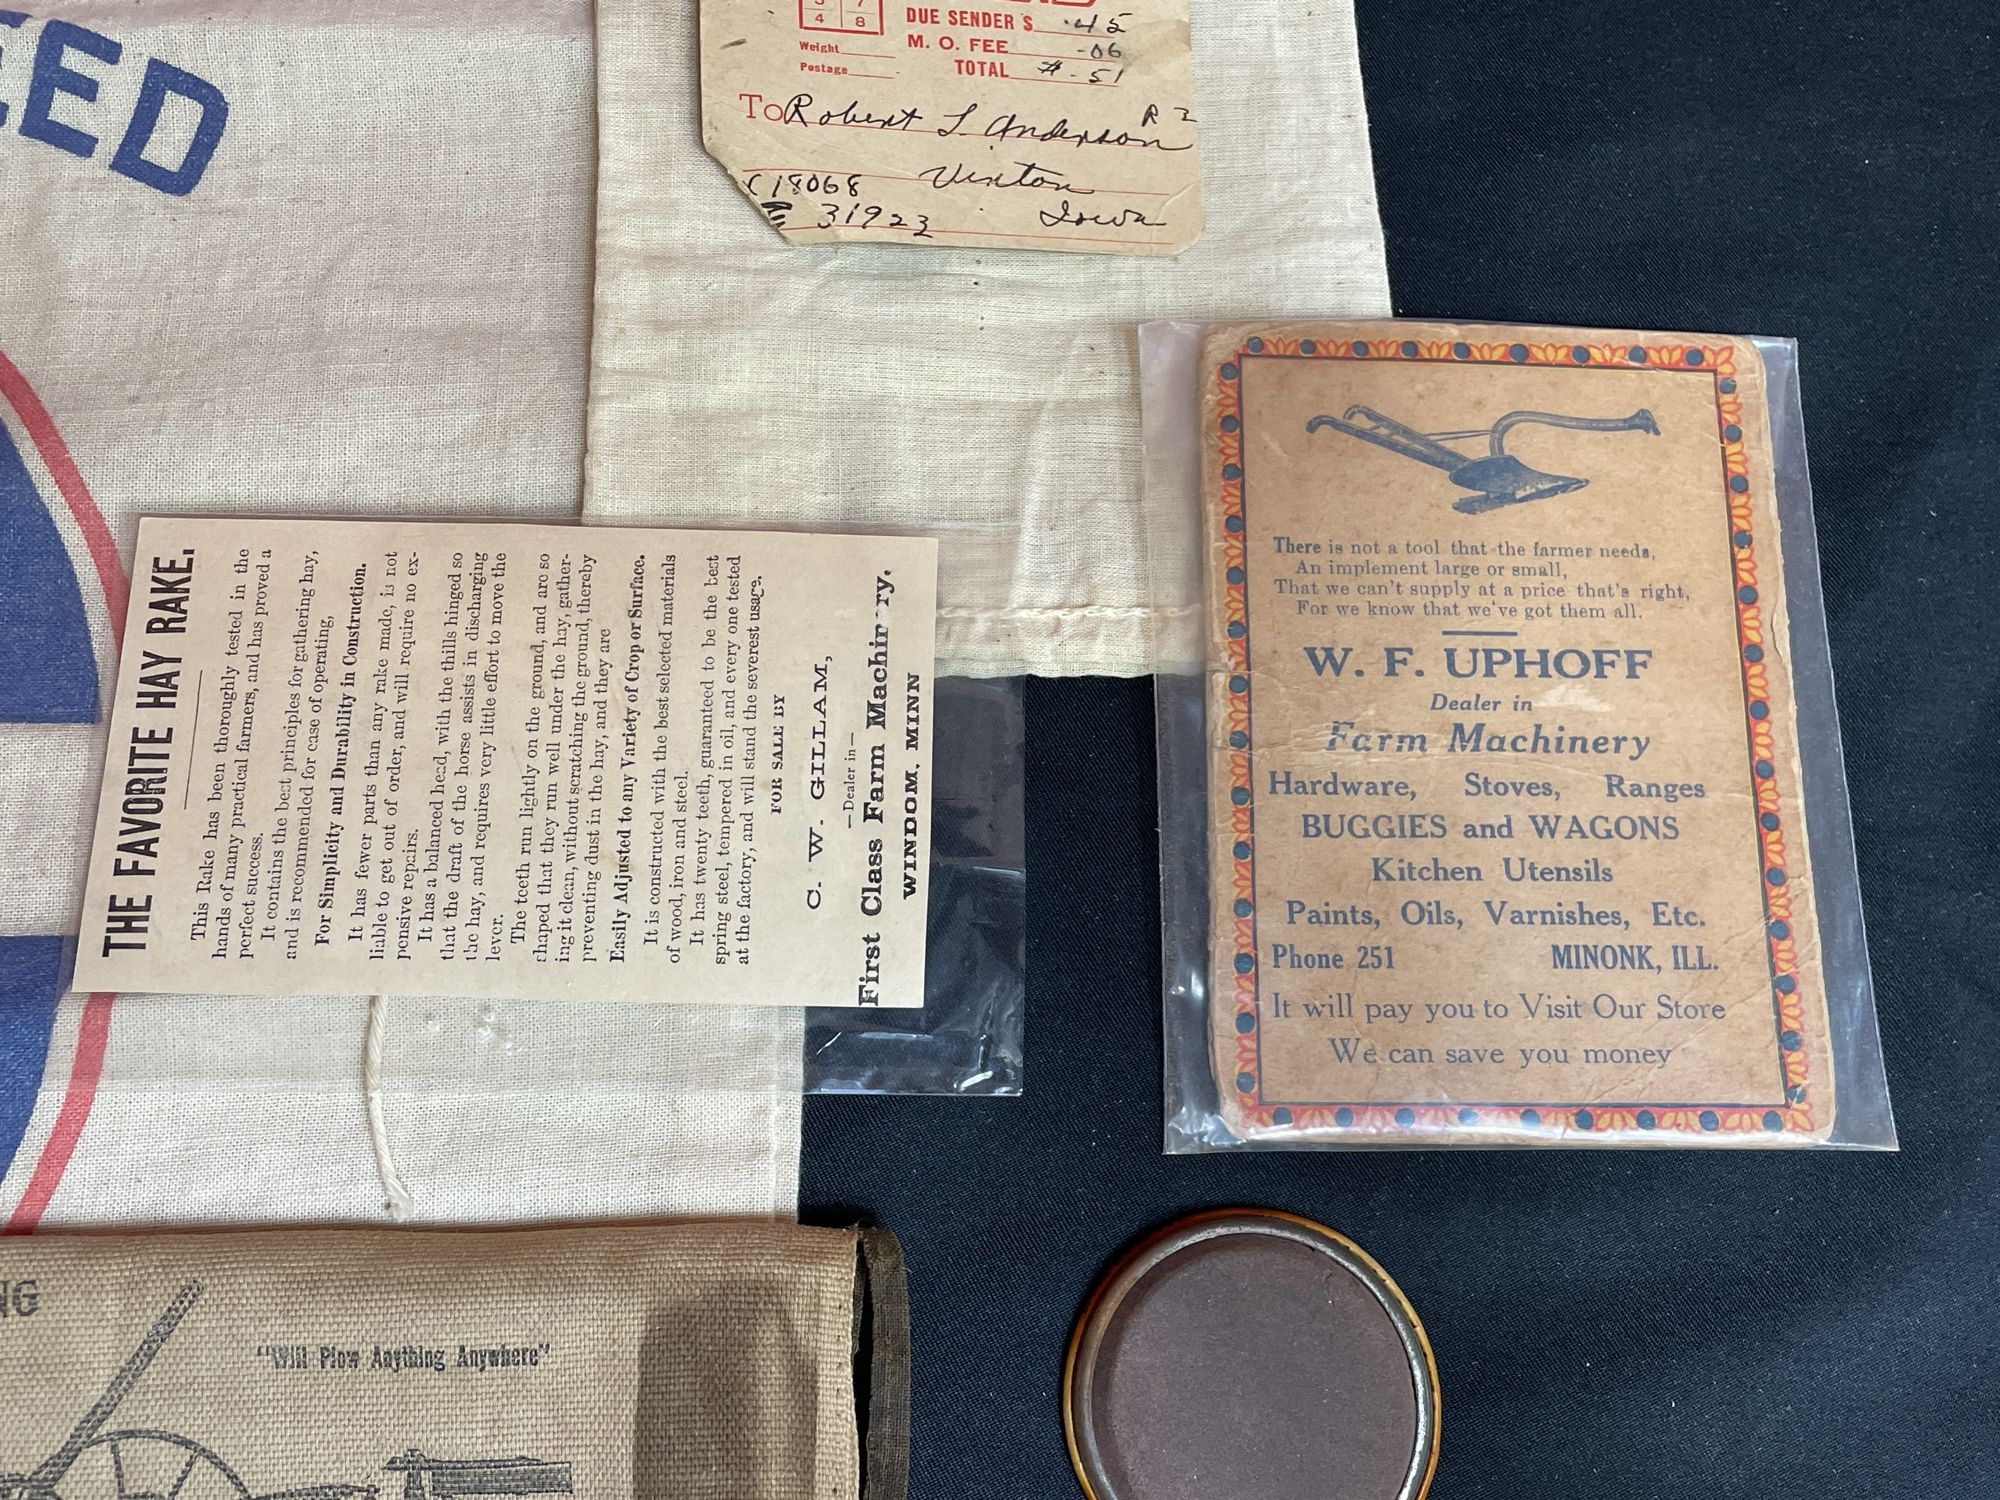 EED
3 7
4 8
Weight
Postage
DUE SENDER'S .45
M. O. FEE .06
TOTAL #.51
To Robert L. Anderson R 2
Vinton
Iowa
C 18068
31923
THE FAVORITE HAY RAKE.
This Rake has been thoroughly tested in the
hands of many practical farmers, and has proved a
perfect success.
It contains the best principles for gathering hay,
and is recommended for case of operating,
For Simplicity and Durability in Construction.
It has fewer parts than any rake made, is not
liable to get out of order, and will require no ex-
pensive repairs.
It has a balanced head, with the thills hinged so
that the draft of the horse assists in discharging
the hay, and requires very little effort to move the
lever.
The teeth run lightly on the ground, and are so
shaped that they run well under the hay, gather-
ing it clean, without scratching the ground, thereby
preventing dust in the hay, and they are
Easily Adjusted to any Variety of Crop or Surface.
It is constructed with the best selected materials
of wood, iron and steel.
It has twenty teeth, guaranteed to be the best
spring steel, tempered in oil, and every one tested
at the factory, and will stand the severest usage.
FOR SALE BY
C. W. GILLAM,
—Dealer in—
First Class Farm Machinery.
WINDOM, MINN
There is not a tool that the farmer needs,
An implement large or small,
That we can't supply at a price that's right,
For we know that we've got them all.
W. F. UPHOFF
Dealer in
Farm Machinery
Hardware, Stoves, Ranges
BUGGIES and WAGONS
Kitchen Utensils
Paints, Oils, Varnishes, Etc.
Phone 251 MINONK, ILL.
It will pay you to Visit Our Store
We can save you money
NG
"Will Plow Anything Anywhere"